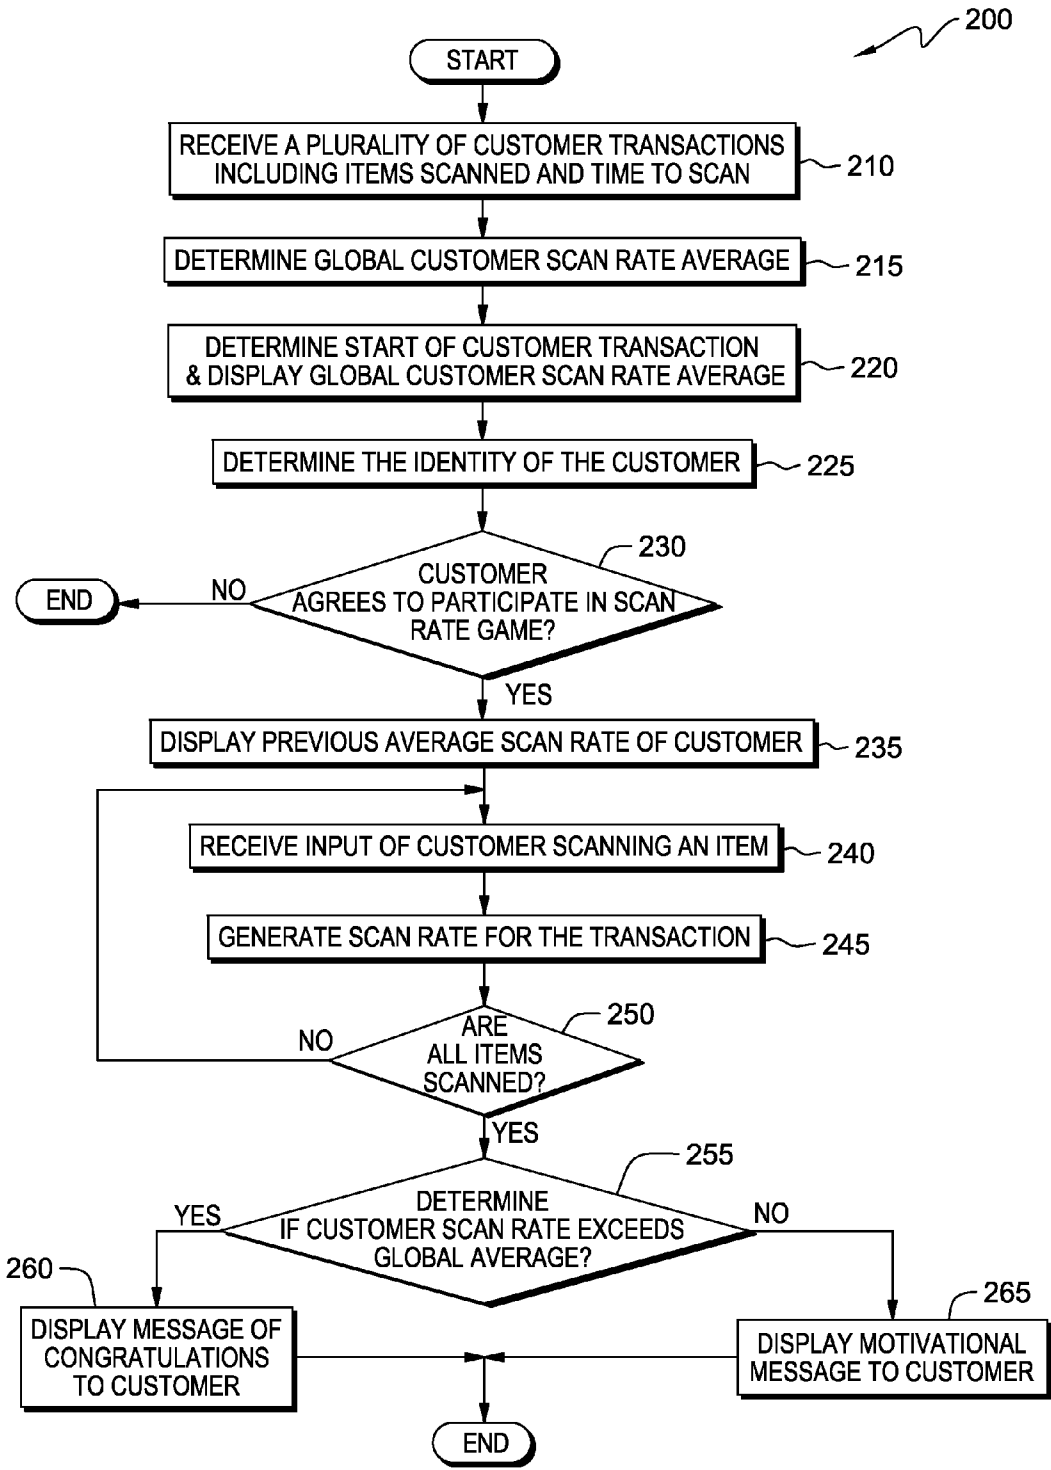 200
START
RECEIVE A PLURALITY OF CUSTOMER TRANSACTIONS
INCLUDING ITEMS SCANNED AND TIME TO SCAN
210
DETERMINE GLOBAL CUSTOMER SCAN RATE AVERAGE
215
DETERMINE START OF CUSTOMER TRANSACTION
& DISPLAY GLOBAL CUSTOMER SCAN RATE AVERAGE
220
DETERMINE THE IDENTITY OF THE CUSTOMER
225
230
CUSTOMER
AGREES TO PARTICIPATE IN SCAN
RATE GAME?
NO
END
YES
DISPLAY PREVIOUS AVERAGE SCAN RATE OF CUSTOMER
235
RECEIVE INPUT OF CUSTOMER SCANNING AN ITEM
240
GENERATE SCAN RATE FOR THE TRANSACTION
245
250
ARE
ALL ITEMS
SCANNED?
NO
YES
255
DETERMINE
IF CUSTOMER SCAN RATE EXCEEDS
GLOBAL AVERAGE?
YES
NO
260
DISPLAY MESSAGE OF
CONGRATULATIONS
TO CUSTOMER
265
DISPLAY MOTIVATIONAL
MESSAGE TO CUSTOMER
END